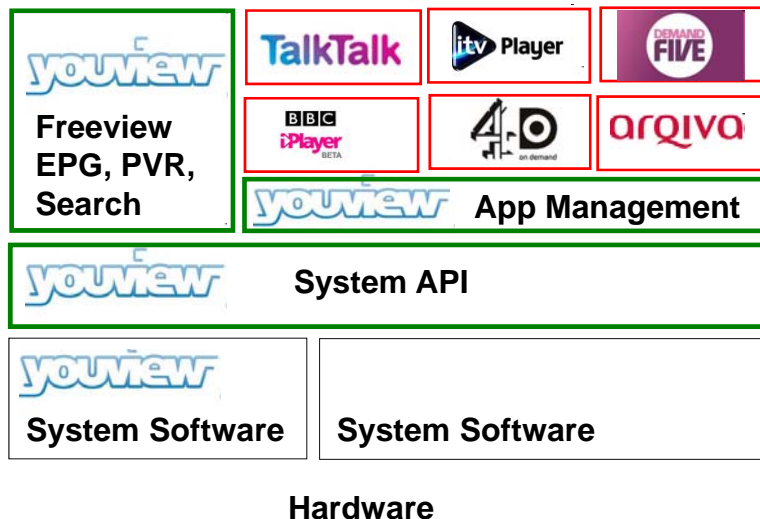 youview
Freeview
EPG, PVR,
Search
TalkTalk
itv Player
DEMAND
FIVE
BBC
iPlayer
BETA
4oD
on demand
arqiva
youview App Management
youview System API
youview
System Software
System Software
Hardware